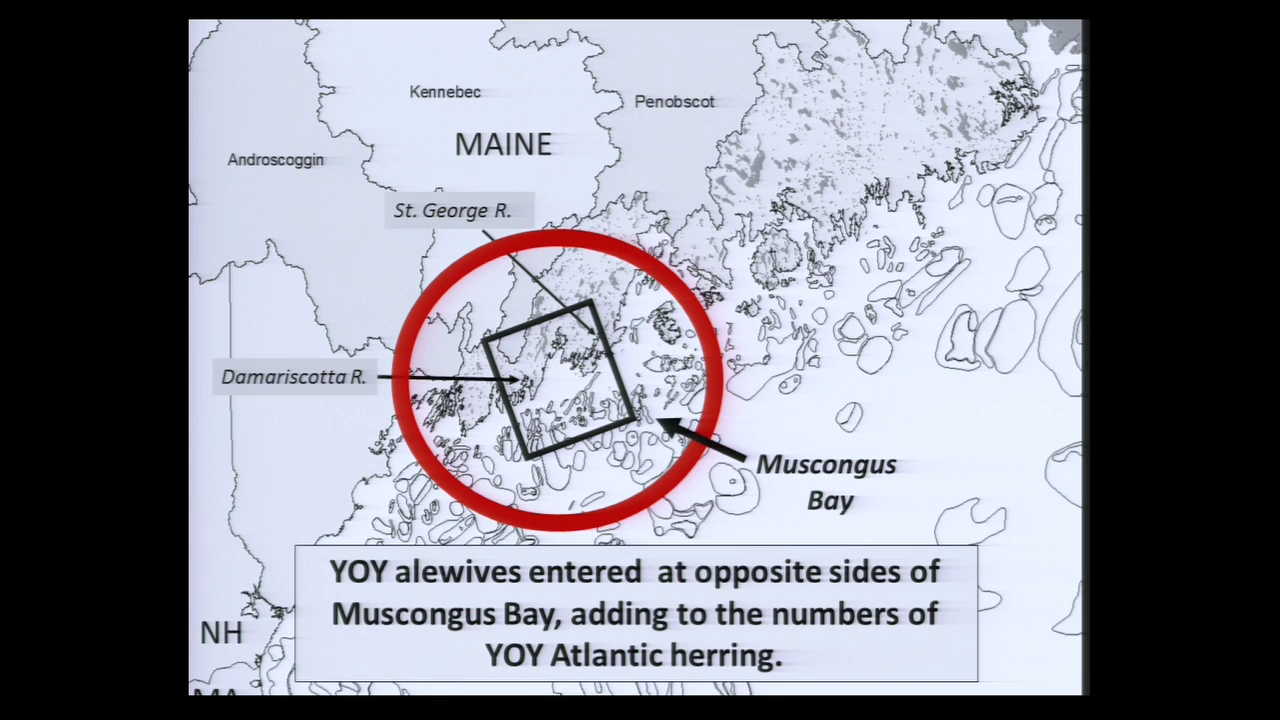 Kennebec
Penobscot
MAINE
Androscoggin
St. George R.
Damariscotta R.
Muscongus
Bay
YOY alewives entered at opposite sides of
Muscongus Bay, adding to the numbers of
YOY Atlantic herring.
NH
MA